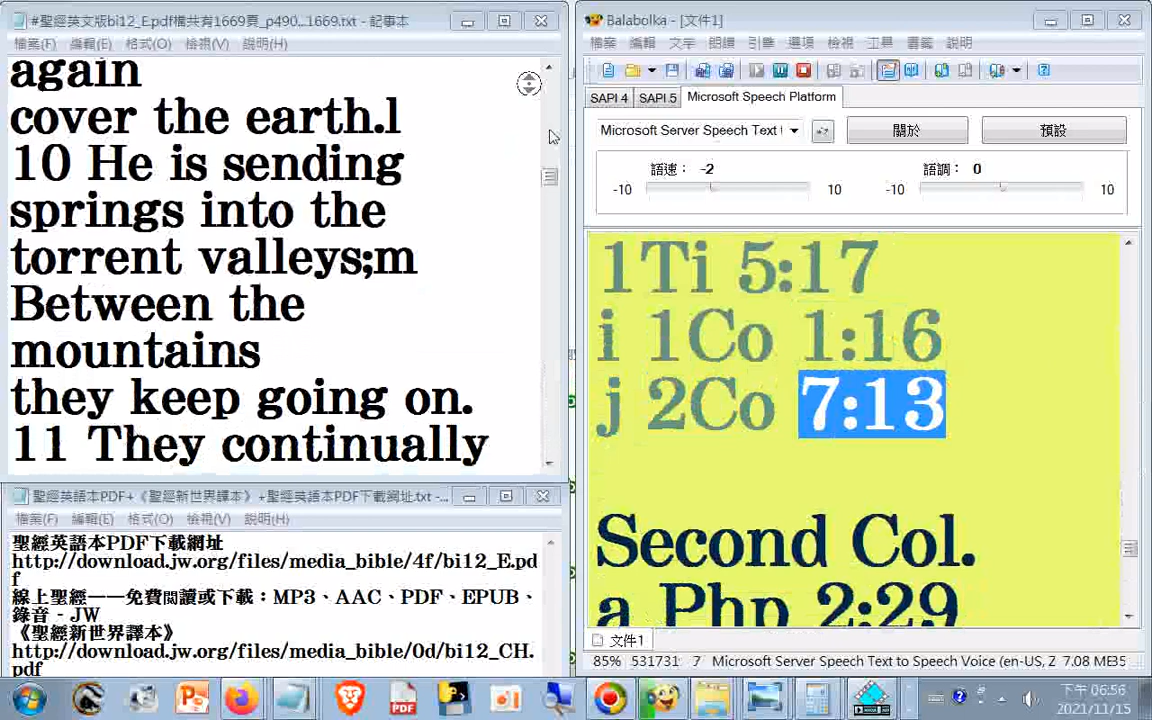 #聖經英文版bi12_E.pdf檔共有1669頁_p490...1669.txt - 記事本
檔案(F) 編輯(E) 格式(O) 檢視(V) 說明(H)
again
cover the earth.l
10 He is sending
springs into the
torrent valleys;m
Between the
mountains
they keep going on.
11 They continually
聖經英語本PDF+《聖經新世界譯本》+聖經英語本PDF下載網址.txt -...
檔案(F) 編輯(E) 格式(O) 檢視(V) 說明(H)
聖經英語本PDF下載網址
http://download.jw.org/files/media_bible/4f/bi12_E.pd
f
線上聖經——免費閱讀或下載：MP3、AAC、PDF、EPUB、
錄音 - JW
《聖經新世界譯本》
http://download.jw.org/files/media_bible/0d/bi12_CH.
pdf
Balabolka - [文件1]
檔案 編輯 文字 朗讀 引擎 選項 檢視 工具 書籤 說明
SAPI 4 SAPI 5 Microsoft Speech Platform
Microsoft Server Speech Text 關於 預設
語速： -2 語調： 0
-10 10 -10 10
1Ti 5:17
i 1Co 1:16
j 2Co 7:13
Second Col.
a Php 2:29
文件1
85% 531731 7 Microsoft Server Speech Text to Speech Voice (en-US, Z 7.08 ME35
下午 06:56
2021/11/15